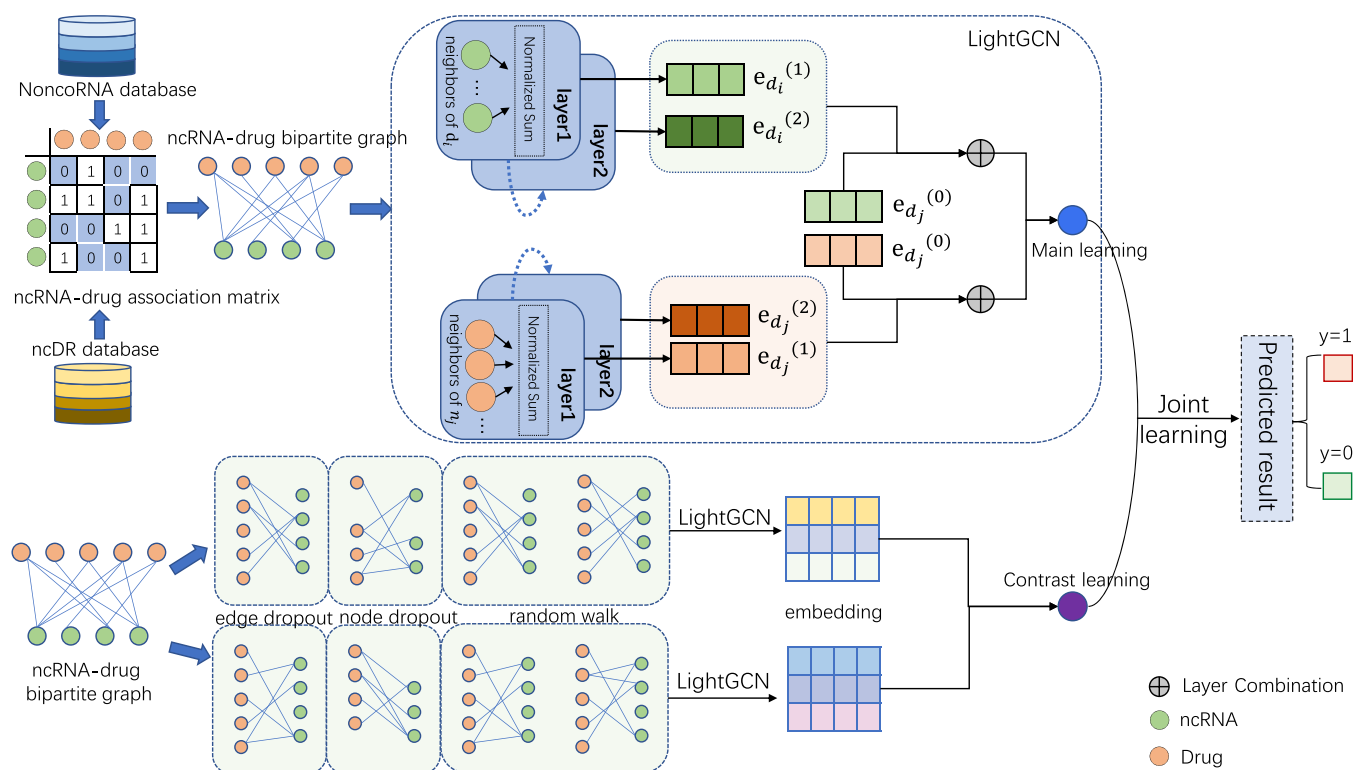 NoncoRNA database
0 1 0 0
1 1 0 1
0 0 1 1
1 0 0 1
ncRNA-drug association matrix
ncDR database
ncRNA-drug bipartite graph
LightGCN
neighbors of d_i
...
Normalized Sum
layer1
layer2
e_{d_i}^{(1)}
e_{d_i}^{(2)}
e_{d_j}^{(0)}
e_{d_j}^{(0)}
neighbors of n_j
...
Normalized Sum
layer1
layer2
e_{d_j}^{(2)}
e_{d_j}^{(1)}
Main learning
Joint
learning
Predicted result
y=1
y=0
ncRNA-drug
bipartite graph
edge dropout
node dropout
random walk
LightGCN
LightGCN
embedding
Contrast learning
Layer Combination
ncRNA
Drug